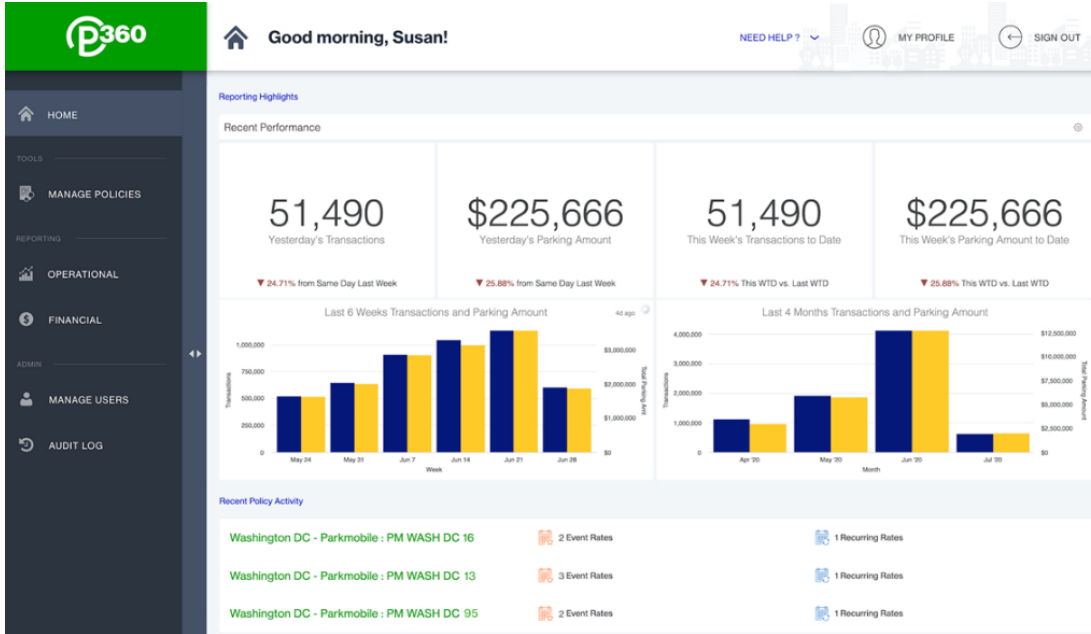 P360
Good morning, Susan!
NEED HELP ?
MY PROFILE
SIGN OUT
HOME
TOOLS
MANAGE POLICIES
REPORTING
OPERATIONAL
FINANCIAL
ADMIN
MANAGE USERS
AUDIT LOG
Reporting Highlights
Recent Performance
51,490
Yesterday's Transactions
▼ 24.71% from Same Day Last Week
$225,666
Yesterday's Parking Amount
▼ 25.88% from Same Day Last Week
51,490
This Week's Transactions to Date
▼ 24.71% This WTD vs. Last WTD
$225,666
This Week's Parking Amount to Date
▼ 25.88% This WTD vs. Last WTD
Last 6 Weeks Transactions and Parking Amount
4d ago
Transactions
1,000,000
750,000
500,000
250,000
0
$3,000,000
$2,000,000
$1,000,000
$0
Total Parking Amt
May 24 May 31 Jun 7 Jun 14 Jun 21 Jun 28
Week
Last 4 Months Transactions and Parking Amount
Transactions
4,000,000
3,000,000
2,000,000
1,000,000
0
$12,500,000
$10,000,000
$7,500,000
$5,000,000
$2,500,000
$0
Total Parking Amount
Apr '20 May '20 Jun '20 Jul '20
Month
Recent Policy Activity
Washington DC - Parkmobile : PM WASH DC 16 2 Event Rates 1 Recurring Rates
Washington DC - Parkmobile : PM WASH DC 13 3 Event Rates 1 Recurring Rates
Washington DC - Parkmobile : PM WASH DC 95 2 Event Rates 1 Recurring Rates